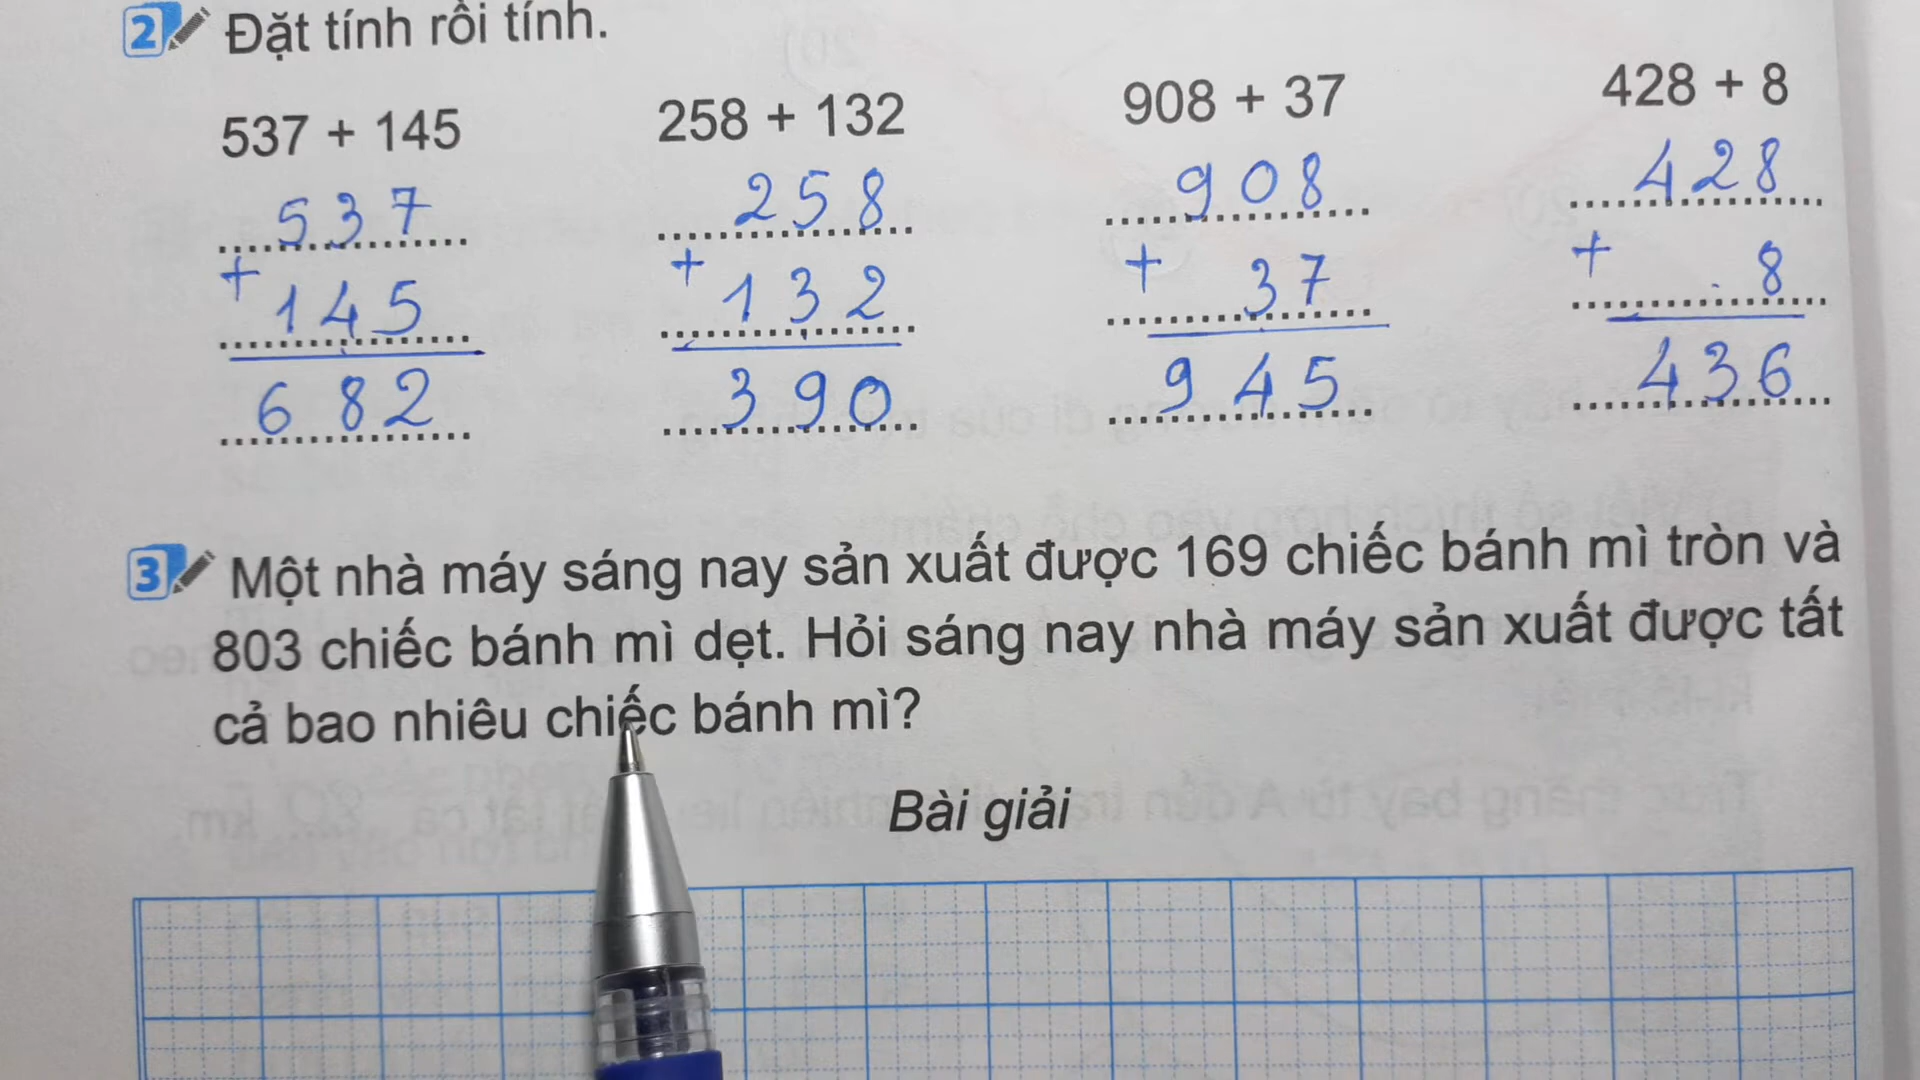 2 Đặt tính rồi tính.
537 + 145 258 + 132 908 + 37 428 + 8
537 258 908 428
+ + + +
145 132 37 8
682 390 945 436
3 Một nhà máy sáng nay sản xuất được 169 chiếc bánh mì tròn và
803 chiếc bánh mì dẹt. Hỏi sáng nay nhà máy sản xuất được tất
cả bao nhiêu chiếc bánh mì?
Bài giải